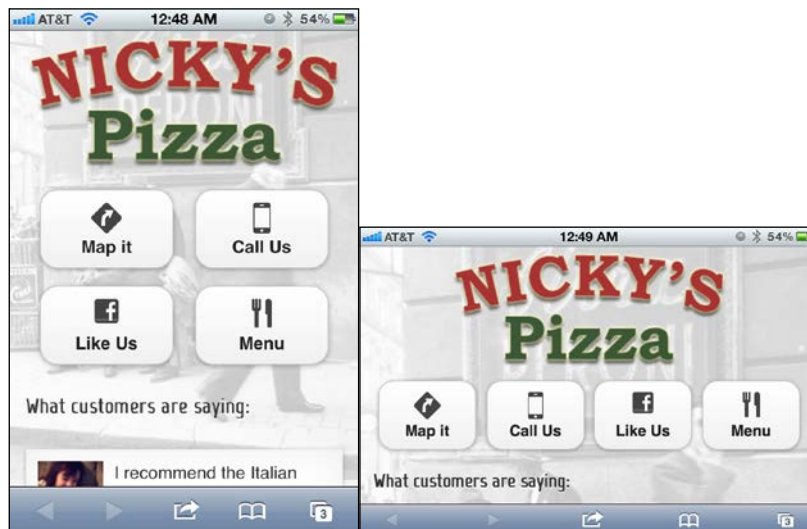 AT&T 12:48 AM 54%
NICKY'S
Pizza
Map it
Call Us
Like Us
Menu
What customers are saying:
I recommend the Italian
3
AT&T 12:49 AM 54%
NICKY'S
Pizza
Map it
Call Us
Like Us
Menu
What customers are saying:
3